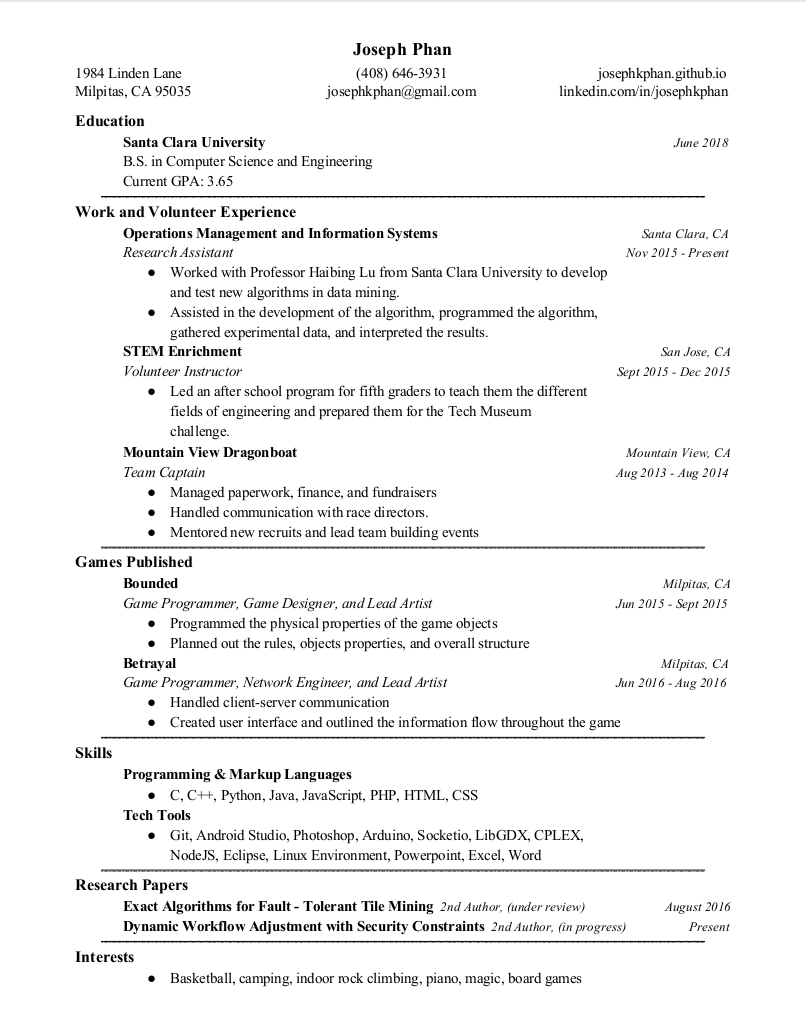 Joseph Phan
1984 Linden Lane (408) 646-3931 josephkphan.github.io
Milpitas, CA 95035 josephkphan@gmail.com linkedin.com/in/josephkphan
Education
Santa Clara University June 2018
B.S. in Computer Science and Engineering
Current GPA: 3.65
Work and Volunteer Experience
Operations Management and Information Systems Santa Clara, CA
Research Assistant Nov 2015 - Present
● Worked with Professor Haibing Lu from Santa Clara University to develop
and test new algorithms in data mining.
● Assisted in the development of the algorithm, programmed the algorithm,
gathered experimental data, and interpreted the results.
STEM Enrichment San Jose, CA
Volunteer Instructor Sept 2015 - Dec 2015
● Led an after school program for fifth graders to teach them the different
fields of engineering and prepared them for the Tech Museum
challenge.
Mountain View Dragonboat Mountain View, CA
Team Captain Aug 2013 - Aug 2014
● Managed paperwork, finance, and fundraisers
● Handled communication with race directors.
● Mentored new recruits and lead team building events
Games Published
Bounded Milpitas, CA
Game Programmer, Game Designer, and Lead Artist Jun 2015 - Sept 2015
● Programmed the physical properties of the game objects
● Planned out the rules, objects properties, and overall structure
Betrayal Milpitas, CA
Game Programmer, Network Engineer, and Lead Artist Jun 2016 - Aug 2016
● Handled client-server communication
● Created user interface and outlined the information flow throughout the game
Skills
Programming & Markup Languages
● C, C++, Python, Java, JavaScript, PHP, HTML, CSS
Tech Tools
● Git, Android Studio, Photoshop, Arduino, Socketio, LibGDX, CPLEX,
NodeJS, Eclipse, Linux Environment, Powerpoint, Excel, Word
Research Papers
Exact Algorithms for Fault - Tolerant Tile Mining 2nd Author, (under review) August 2016
Dynamic Workflow Adjustment with Security Constraints 2nd Author, (in progress) Present
Interests
● Basketball, camping, indoor rock climbing, piano, magic, board games